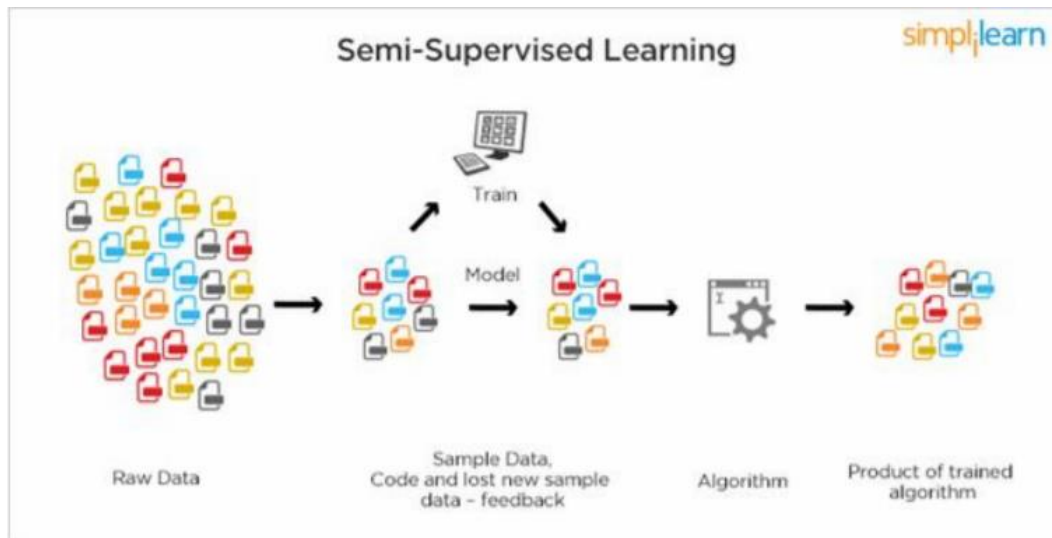 Semi-Supervised Learning
simplilearn
Train
Model
Raw Data
Sample Data,
Code and lost new sample
data – feedback
Algorithm
Product of trained
algorithm